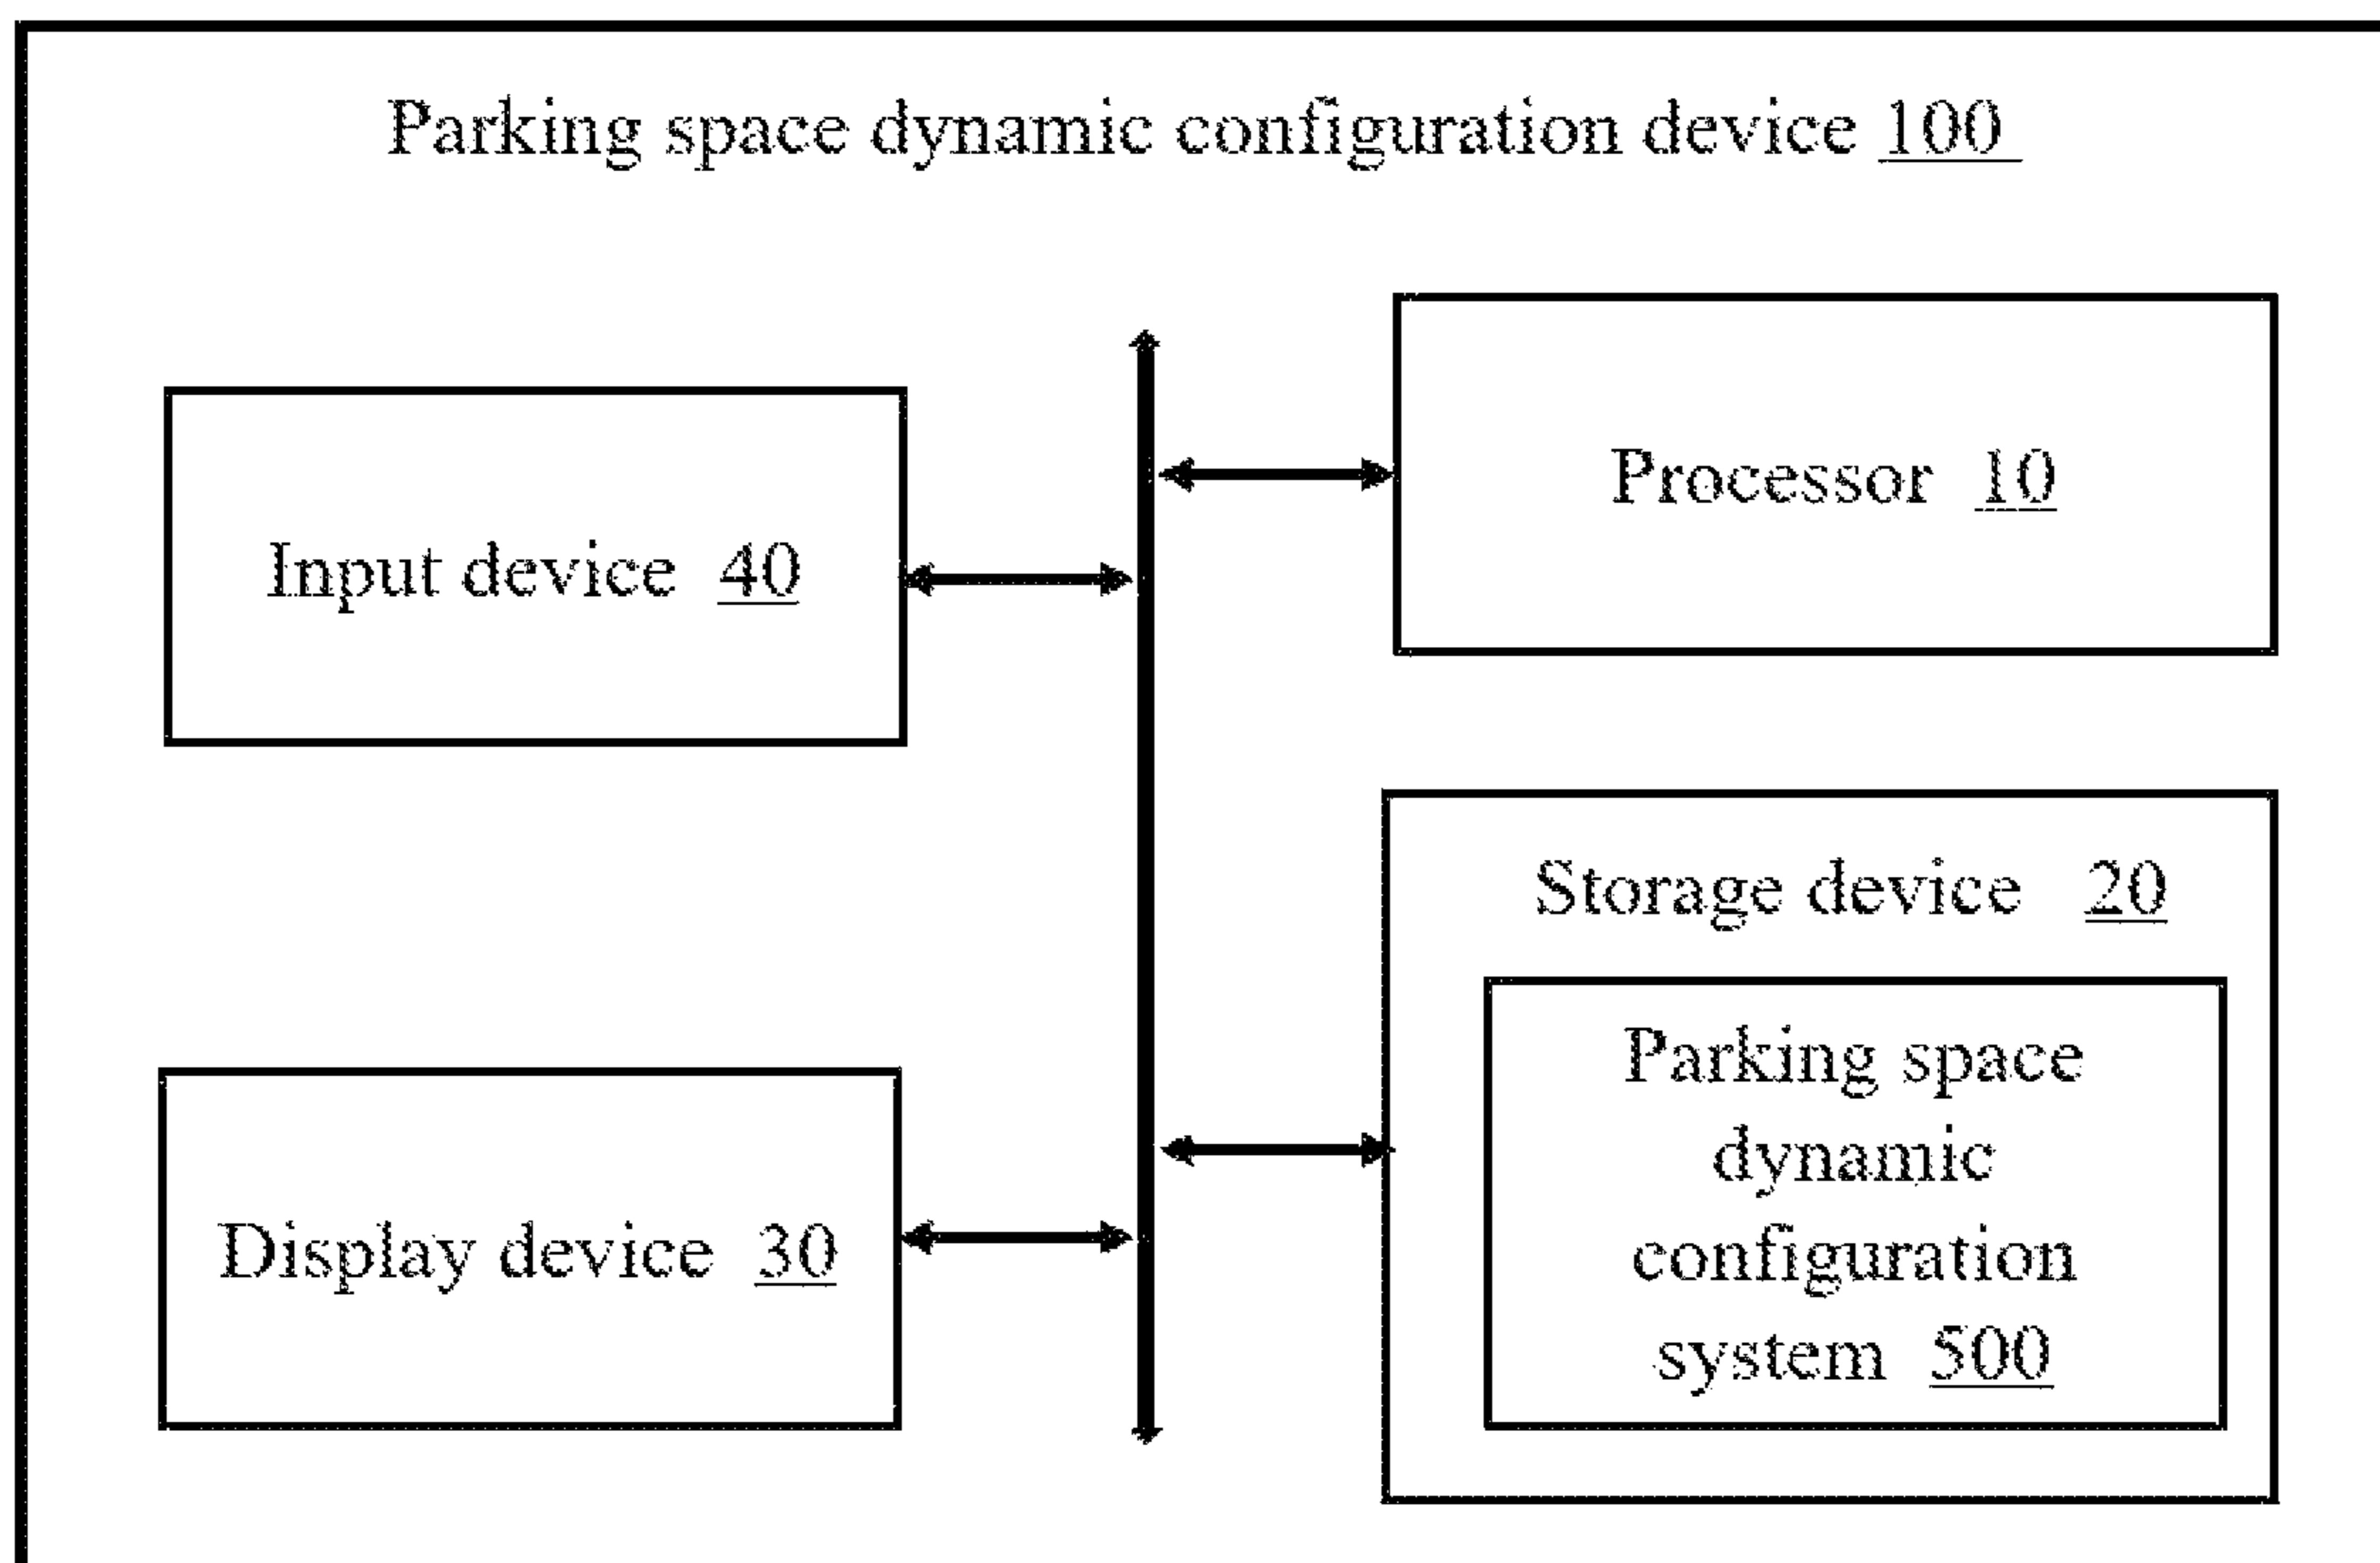 Parking space dynamic configuration device 100
Processor 10
Input device 40
Storage device 20
Parking space
dynamic
configuration
system 500
Display device 30